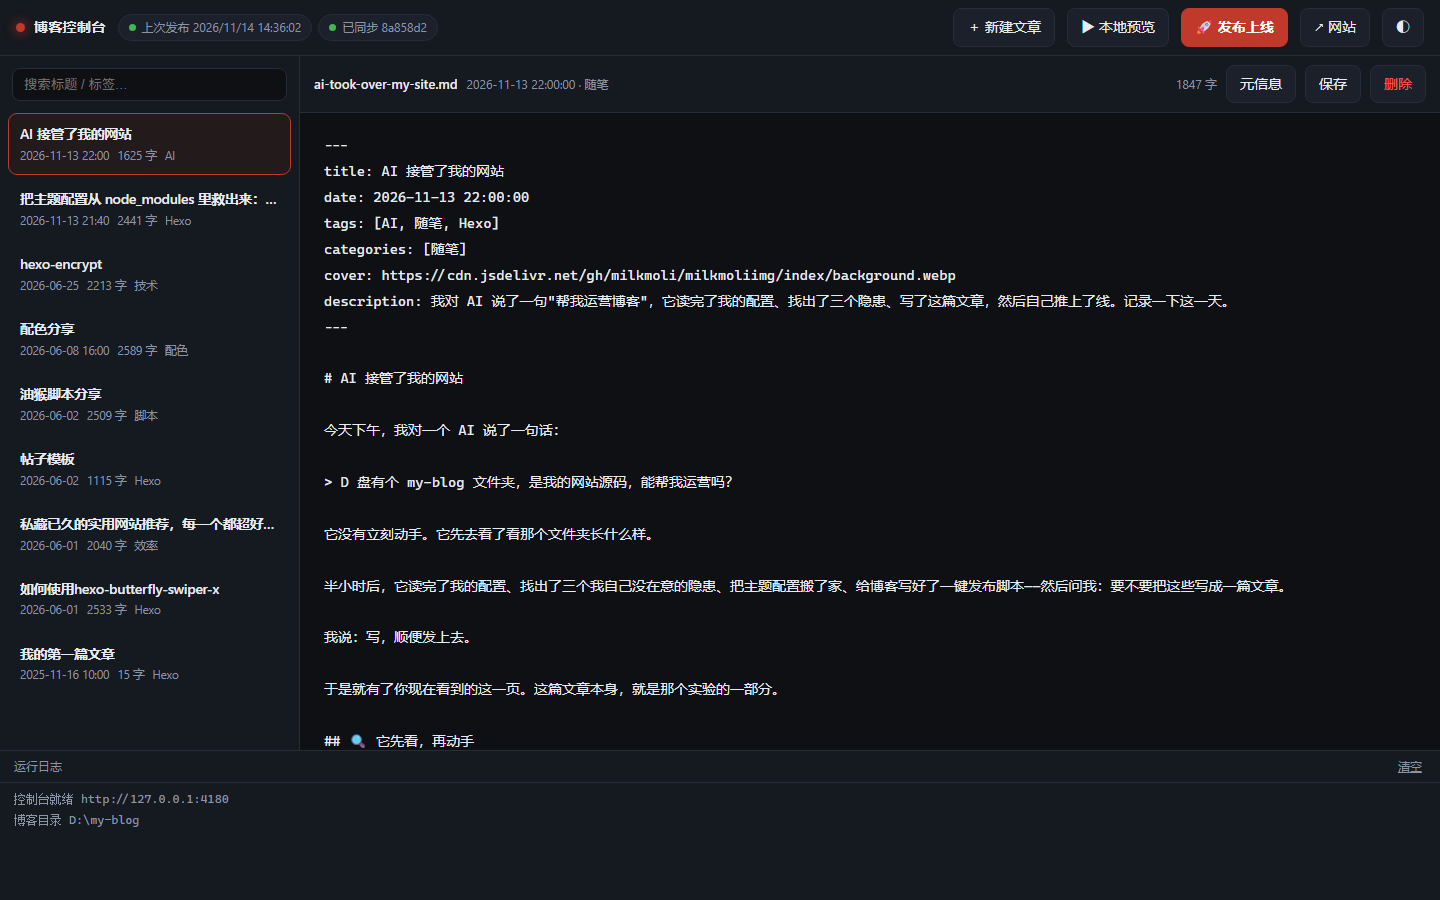 博客控制台
上次发布 2026/11/14 14:36:02
已同步 8a858d2
+ 新建文章
▶ 本地预览
🚀 发布上线
↗ 网站
搜索标题 / 标签…
AI 接管了我的网站
2026-11-13 22:00 1625 字 AI
把主题配置从 node_modules 里救出来：…
2026-11-13 21:40 2441 字 Hexo
hexo-encrypt
2026-06-25 2213 字 技术
配色分享
2026-06-08 16:00 2589 字 配色
油猴脚本分享
2026-06-02 2509 字 脚本
帖子模板
2026-06-02 1115 字 Hexo
私藏已久的实用网站推荐，每一个都超好…
2026-06-01 2040 字 效率
如何使用hexo-butterfly-swiper-x
2026-06-01 2533 字 Hexo
我的第一篇文章
2025-11-16 10:00 15 字 Hexo
ai-took-over-my-site.md 2026-11-13 22:00:00 · 随笔
1847 字
元信息
保存
删除
---
title: AI 接管了我的网站
date: 2026-11-13 22:00:00
tags: [AI, 随笔, Hexo]
categories: [随笔]
cover: https://cdn.jsdelivr.net/gh/milkmoli/milkmoliimg/index/background.webp
description: 我对 AI 说了一句"帮我运营博客"，它读完了我的配置、找出了三个隐患、写了这篇文章，然后自己推上了线。记录一下这一天。
---
# AI 接管了我的网站
今天下午，我对一个 AI 说了一句话：
> D 盘有个 my-blog 文件夹，是我的网站源码，能帮我运营吗？
它没有立刻动手。它先去看了看那个文件夹长什么样。
半小时后，它读完了我的配置、找出了三个我自己没在意的隐患、把主题配置搬了家、给博客写好了一键发布脚本——然后问我：要不要把这些写成一篇文章。
我说：写，顺便发上去。
于是就有了你现在看到的这一页。这篇文章本身，就是那个实验的一部分。
## 🔍 它先看，再动手
运行日志
清空
控制台就绪 http://127.0.0.1:4180
博客目录 D:\my-blog